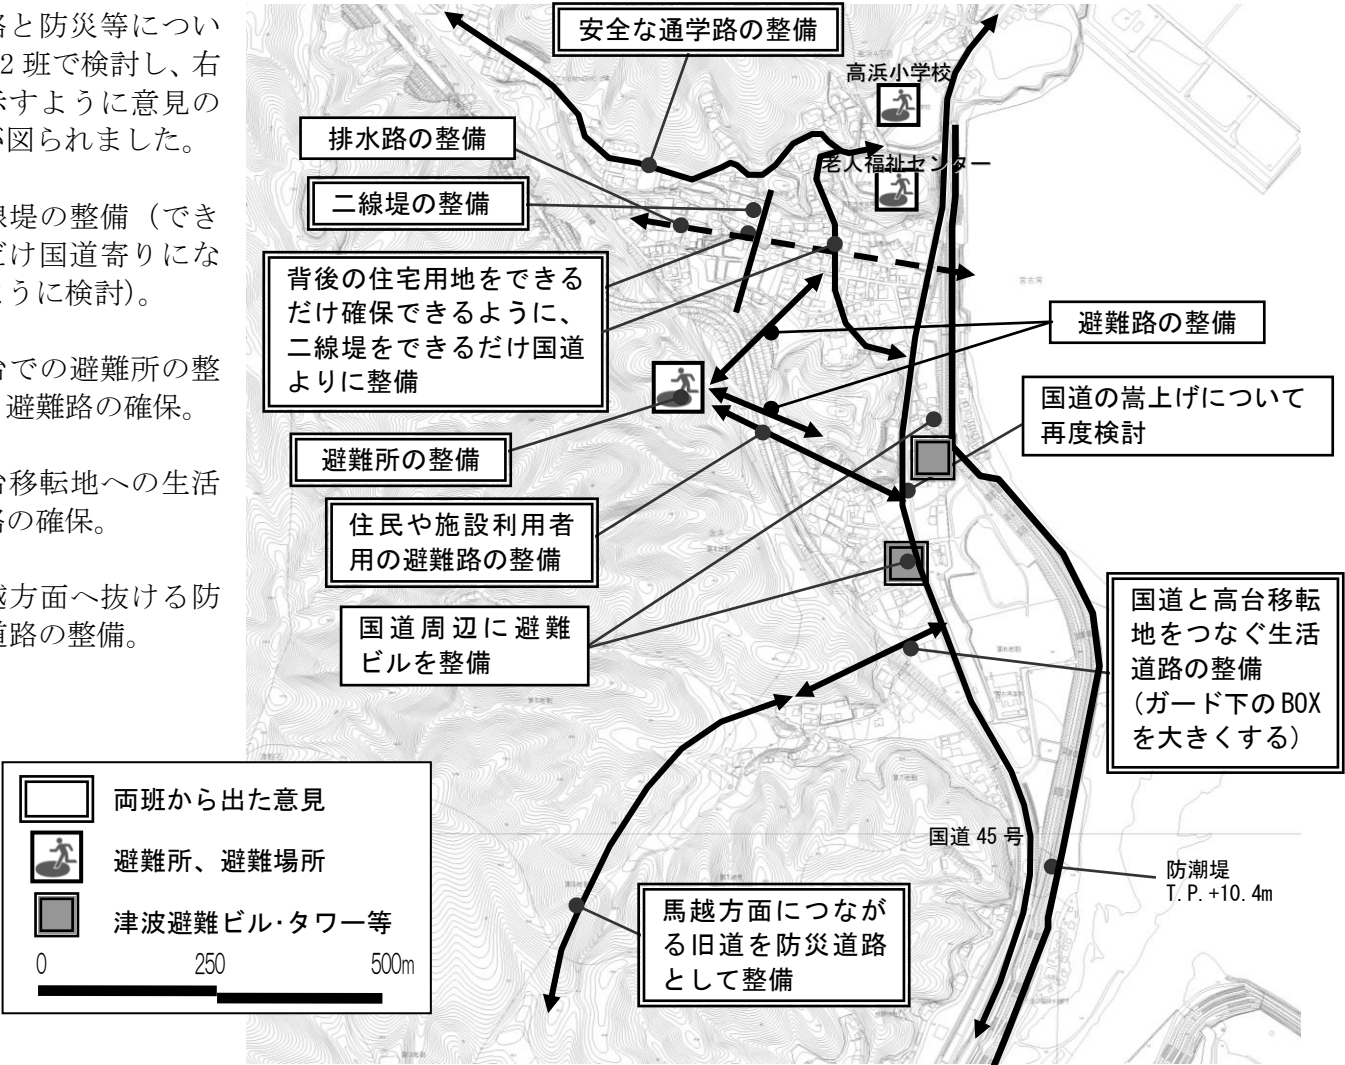 路と防災等につい
2 班で検討し、右
示すように意見の
が図られました。
線堤の整備（でき
だけ国道寄りにな
ように検討）。
台での避難所の整
、避難路の確保。
台移転地への生活
路の確保。
越方面へ抜ける防
道路の整備。
安全な通学路の整備
高浜小学校
排水路の整備
老人福祉センター
二線堤の整備
背後の住宅用地をできる
だけ確保できるように、
二線堤をできるだけ国道
よりに整備
避難路の整備
国道の嵩上げについて
再度検討
避難所の整備
住民や施設利用者
用の避難路の整備
国道周辺に避難
ビルを整備
国道と高台移転
地をつなぐ生活
道路の整備
（ガード下の BOX
を大きくする）
国道 45 号
防潮堤
T.P.+10.4m
馬越方面につなが
る旧道を防災道路
として整備
両班から出た意見
避難所、避難場所
津波避難ビル･タワー等
0 250 500m